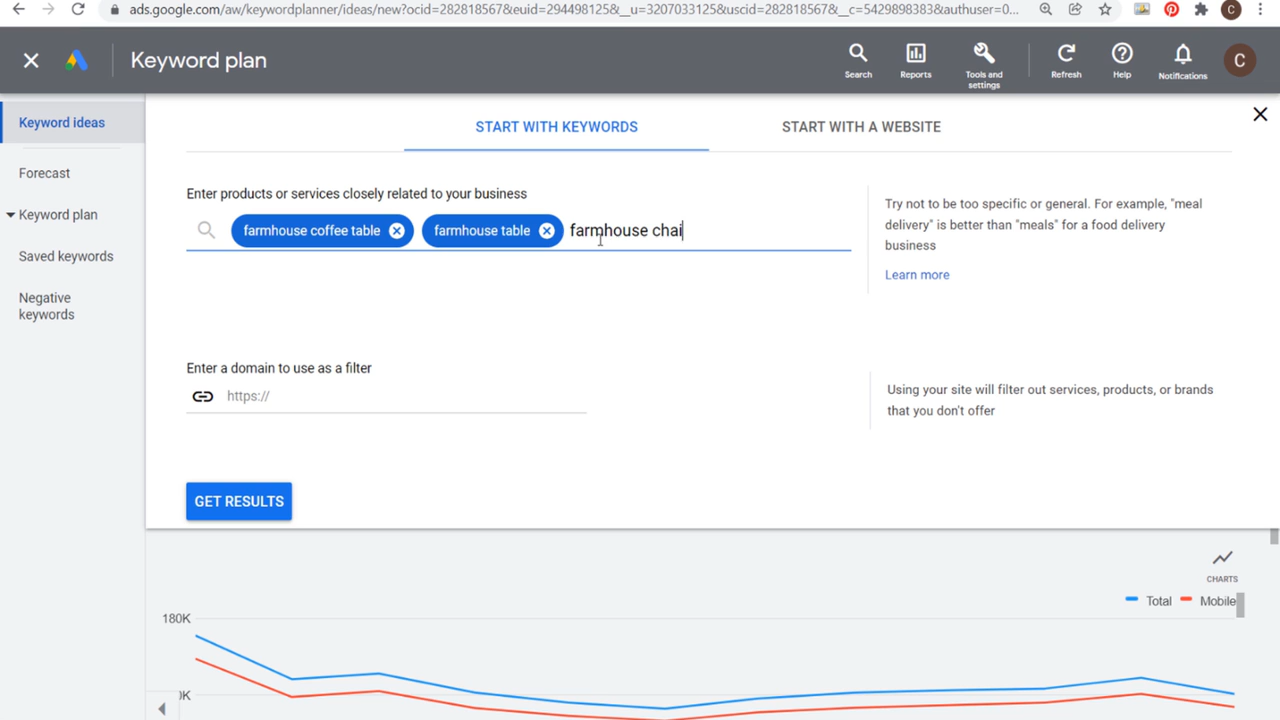 ads.google.com/aw/keywordplanner/ideas/new?ocid=282818567&euid=294498125&__u=3207033125&uscid=282818567&__c=5429898383&authuser=0...
C
Keyword plan
Search
Reports
Tools and
settings
Refresh
Help
Notifications
C
Keyword ideas
Forecast
Keyword plan
Saved keywords
Negative
keywords
START WITH KEYWORDS
START WITH A WEBSITE
Enter products or services closely related to your business
farmhouse coffee table farmhouse table farmhouse chai
Try not to be too specific or general. For example, "meal
delivery" is better than "meals" for a food delivery
business
Learn more
Enter a domain to use as a filter
https://
Using your site will filter out services, products, or brands
that you don't offer
GET RESULTS
CHARTS
Total Mobile
180K